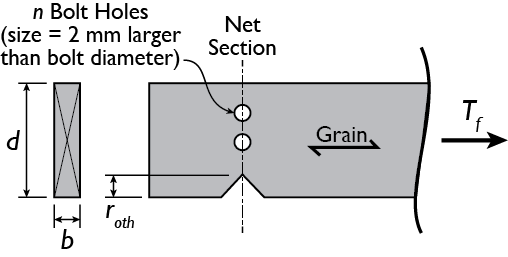 n Bolt Holes
(size = 2 mm larger
than bolt diameter)
Net
Section
Grain
T_f
d
r_oth
b